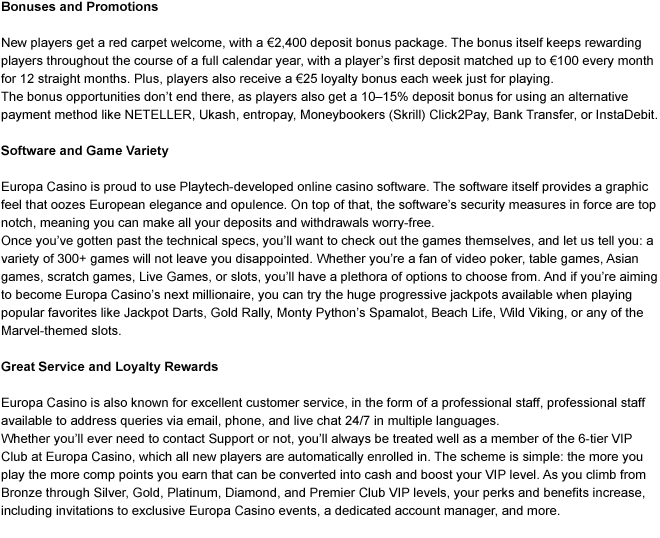 Bonuses and Promotions
New players get a red carpet welcome, with a €2,400 deposit bonus package. The bonus itself keeps rewarding
players throughout the course of a full calendar year, with a player's first deposit matched up to €100 every month
for 12 straight months. Plus, players also receive a €25 loyalty bonus each week just for playing.
The bonus opportunities don't end there, as players also get a 10–15% deposit bonus for using an alternative
payment method like NETELLER, Ukash, entropay, Moneybookers (Skrill) Click2Pay, Bank Transfer, or InstaDebit.
Software and Game Variety
Europa Casino is proud to use Playtech-developed online casino software. The software itself provides a graphic
feel that oozes European elegance and opulence. On top of that, the software's security measures in force are top
notch, meaning you can make all your deposits and withdrawals worry-free.
Once you've gotten past the technical specs, you'll want to check out the games themselves, and let us tell you: a
variety of 300+ games will not leave you disappointed. Whether you're a fan of video poker, table games, Asian
games, scratch games, Live Games, or slots, you'll have a plethora of options to choose from. And if you're aiming
to become Europa Casino's next millionaire, you can try the huge progressive jackpots available when playing
popular favorites like Jackpot Darts, Gold Rally, Monty Python's Spamalot, Beach Life, Wild Viking, or any of the
Marvel-themed slots.
Great Service and Loyalty Rewards
Europa Casino is also known for excellent customer service, in the form of a professional staff, professional staff
available to address queries via email, phone, and live chat 24/7 in multiple languages.
Whether you'll ever need to contact Support or not, you'll always be treated well as a member of the 6-tier VIP
Club at Europa Casino, which all new players are automatically enrolled in. The scheme is simple: the more you
play the more comp points you earn that can be converted into cash and boost your VIP level. As you climb from
Bronze through Silver, Gold, Platinum, Diamond, and Premier Club VIP levels, your perks and benefits increase,
including invitations to exclusive Europa Casino events, a dedicated account manager, and more.